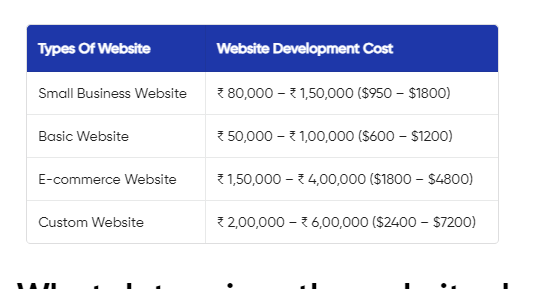 Types Of Website Website Development Cost
Small Business Website ₹ 80,000 – ₹ 1,50,000 ($950 – $1800)
Basic Website ₹ 50,000 – ₹ 1,00,000 ($600 – $1200)
E-commerce Website ₹ 1,50,000 – ₹ 4,00,000 ($1800 – $4800)
Custom Website ₹ 2,00,000 – ₹ 6,00,000 ($2400 – $7200)